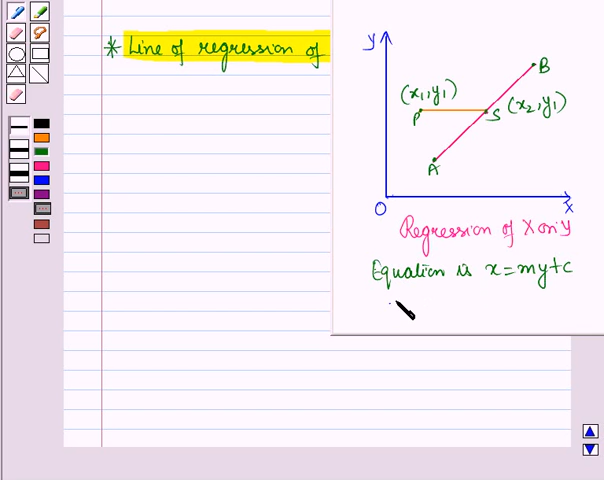 * Line of regression of
Y
B
(x₁, y₁)
P
S (x₂, y₁)
A
O
X
Regression of X on Y
Equation is x = my + c